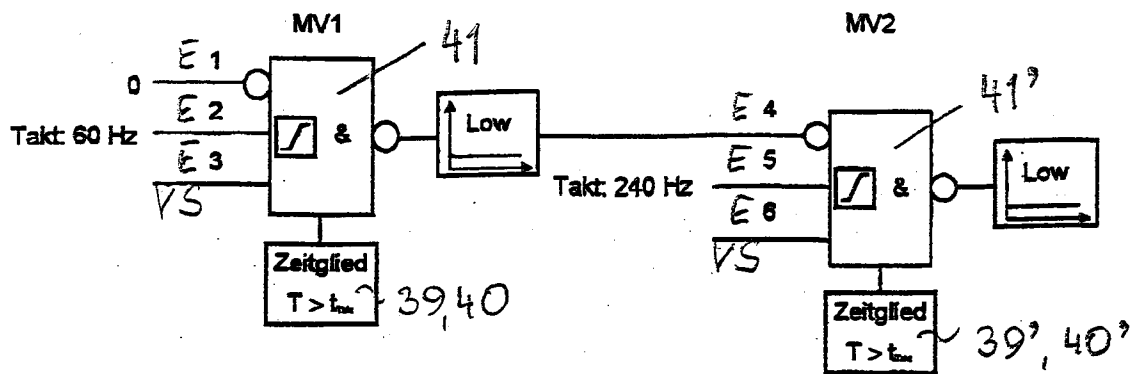 MV1
MV2
41
41'
E 1
0
E 2
Takt: 60 Hz
&
Low
E 3
VS
E 4
E 5
Takt: 240 Hz
&
Low
E 6
VS
Zeitglied
T >
39,40
Zeitglied
T >
39', 40'